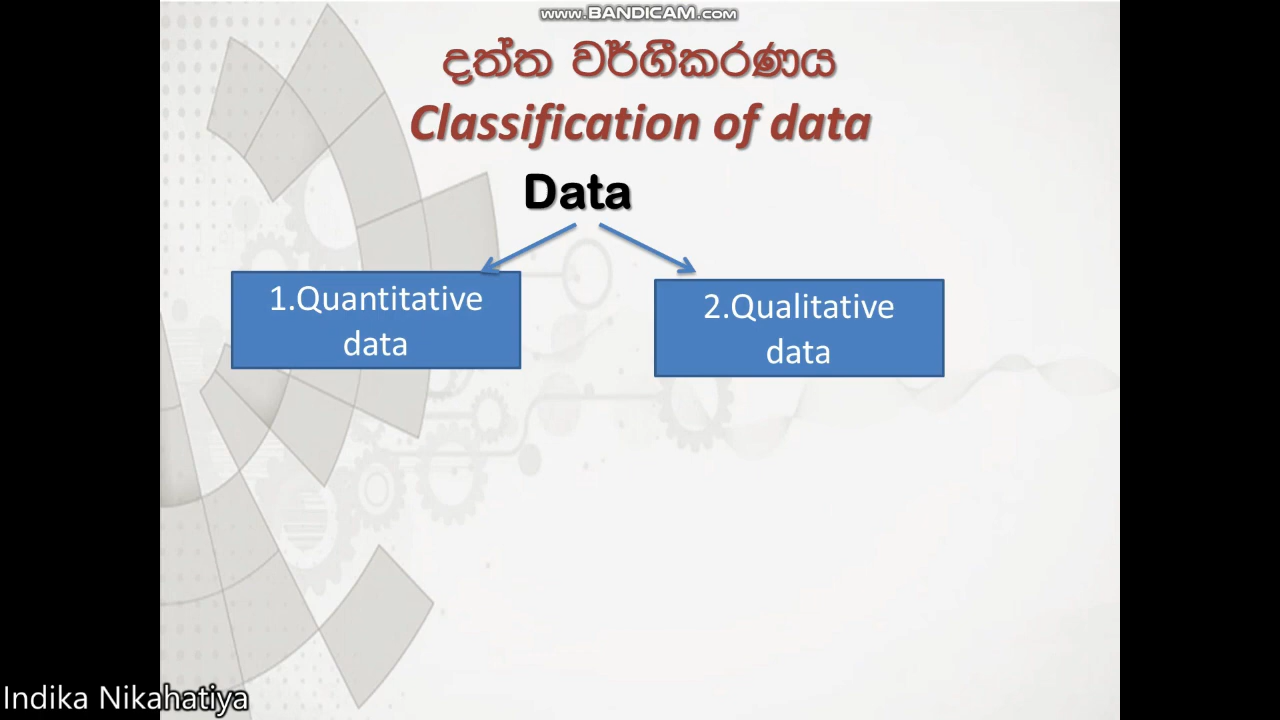 www.BANDICAM.com
දත්ත වර්ගීකරණය
Classification of data
Data
1.Quantitative
data
2.Qualitative
data
Indika Nikahatiya